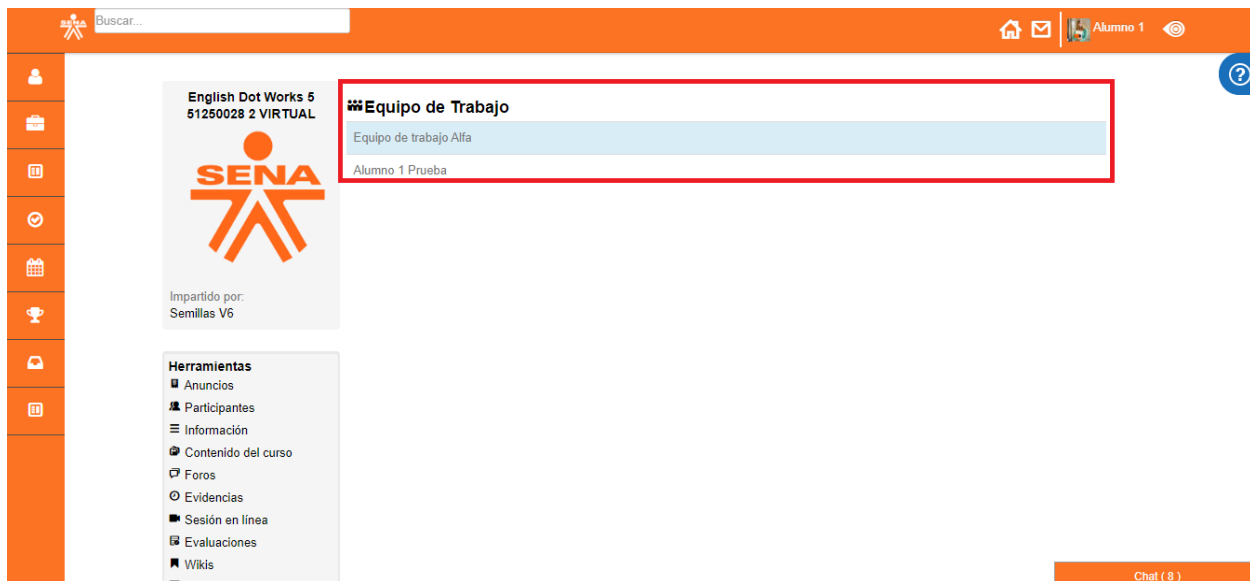 SENA
Buscar...
Alumno 1
English Dot Works 5
51250028 2 VIRTUAL
SENA
Impartido por:
Semillas V6
Equipo de Trabajo
Equipo de trabajo Alfa
Alumno 1 Prueba
Herramientas
Anuncios
Participantes
Información
Contenido del curso
Foros
Evidencias
Sesión en línea
Evaluaciones
Wikis
Chat ( 8 )